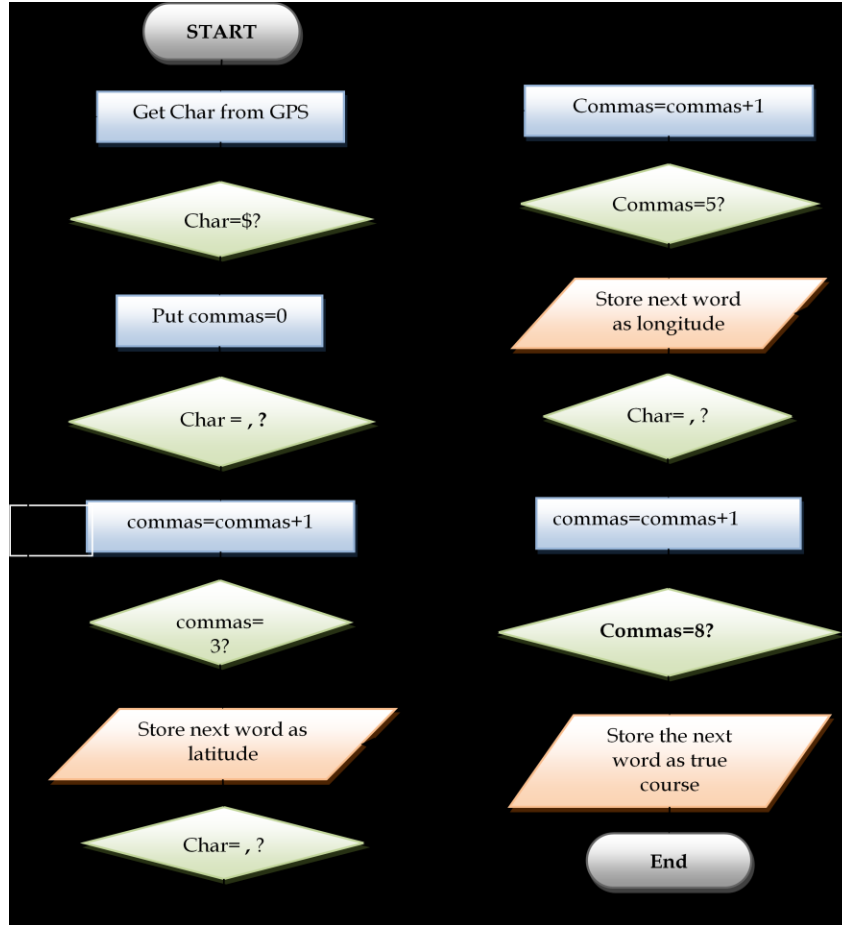 START
Get Char from GPS
Char=$?
Put commas=0
Char = , ?
commas=commas+1
commas=
3?
Store next word as
latitude
Char= , ?
Commas=commas+1
Commas=5?
Store next word
as longitude
Char= , ?
commas=commas+1
Commas=8?
Store the next
word as true
course
End